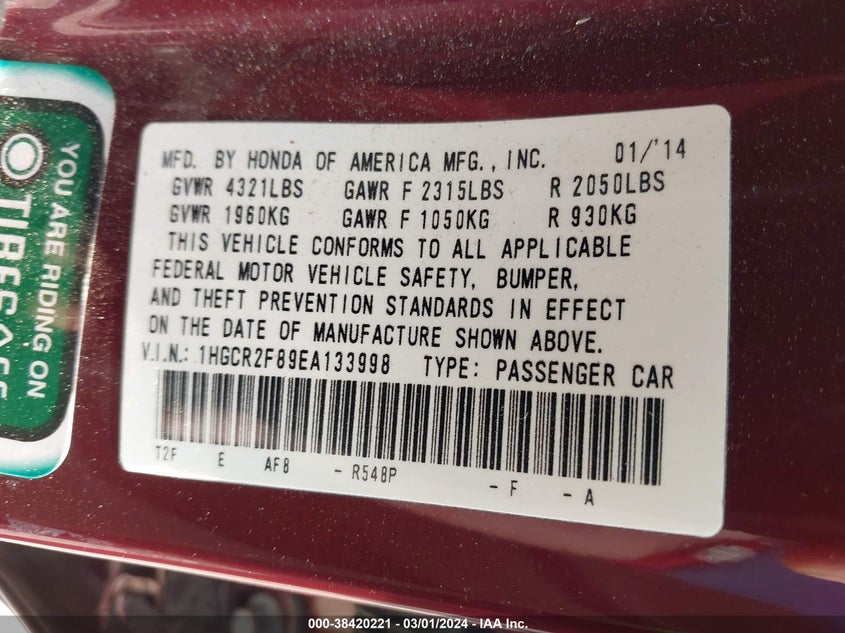 MFD. BY HONDA OF AMERICA MFG., INC. 01/'14
GVWR 4321LBS GAWR F 2315LBS R 2050LBS
GVWR 1960KG GAWR F 1050KG R 930KG
THIS VEHICLE CONFORMS TO ALL APPLICABLE
FEDERAL MOTOR VEHICLE SAFETY, BUMPER,
AND THEFT PREVENTION STANDARDS IN EFFECT
ON THE DATE OF MANUFACTURE SHOWN ABOVE.
V.I.N.: 1HGCR2F89EA133998 TYPE: PASSENGER CAR
T2F E AF8 - R548P - F - A
YOU ARE RIDING ON
000-38420221 - 03/01/2024 - IAA Inc.